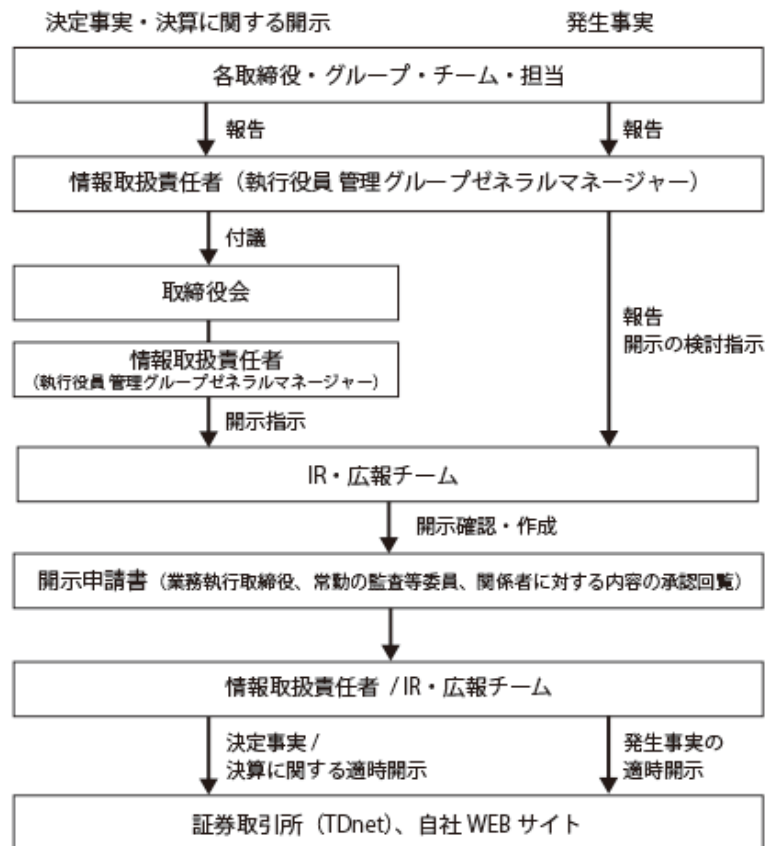 決定事実・決算に関する開示
発生事実
各取締役・グループ・チーム・担当
報告
報告
情報取扱責任者（執行役員 管理グループゼネラルマネージャー）
付議
取締役会
報告
開示の検討指示
情報取扱責任者
（執行役員 管理グループゼネラルマネージャー）
開示指示
IR・広報チーム
開示確認・作成
開示申請書（業務執行取締役、常勤の監査等委員、関係者に対する内容の承認回覧）
情報取扱責任者 / IR・広報チーム
決定事実 /
決算に関する適時開示
発生事実の
適時開示
証券取引所（TDnet）、自社 WEB サイト